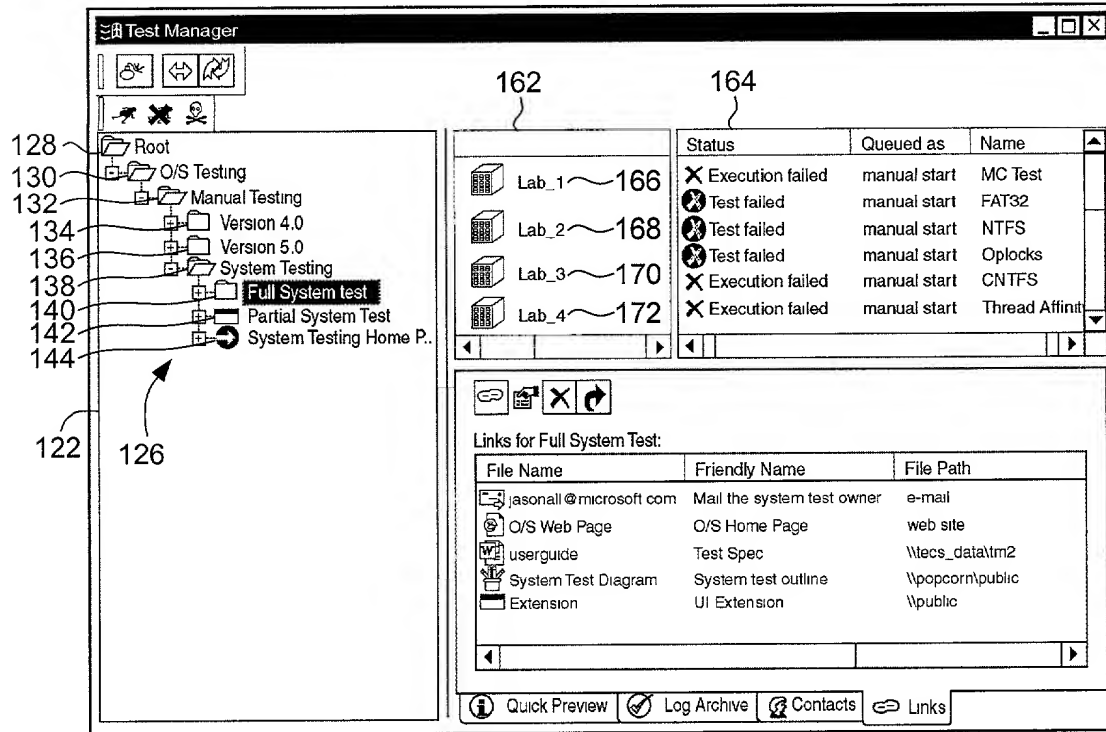 Test Manager
162
164
128
Root
130
O/S Testing
132
Manual Testing
134
Version 4.0
136
Version 5.0
138
System Testing
140
Full System test
142
Partial System Test
144
System Testing Home P..
122
126
Lab_1 166
Lab_2 168
Lab_3 170
Lab_4 172
Status Queued as Name
Execution failed manual start MC Test
Test failed manual start FAT32
Test failed manual start NTFS
Test failed manual start Oplocks
Execution failed manual start CNTFS
Execution failed manual start Thread Affinit
Links for Full System Test:
File Name Friendly Name File Path
jasonall@microsoft com Mail the system test owner e-mail
O/S Web Page O/S Home Page web site
userguide Test Spec \\tecs_data\tm2
System Test Diagram System test outline \\popcorn\public
Extension UI Extension \\public
Quick Preview Log Archive Contacts Links